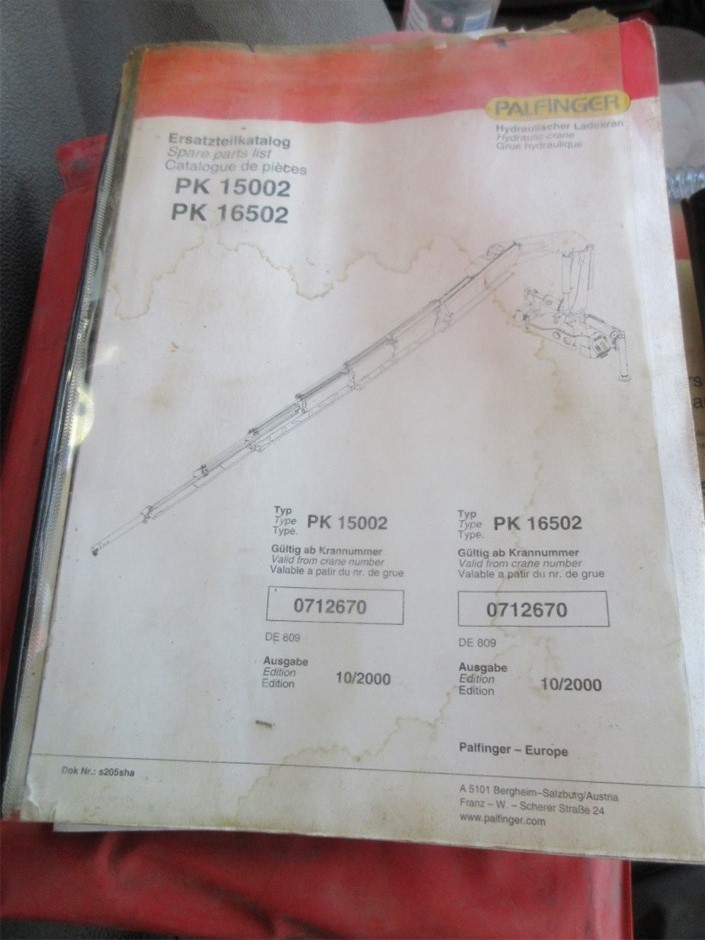 PALFINGER
Hydraulischer Ladekran
Hydraulic crane
Grue hydraulique
Ersatzteilkatalog
Spare parts list
Catalogue de pièces
PK 15002
PK 16502
Typ
Type
Type.
PK 15002
Gültig ab Krannummer
Valid from crane number
Valable a patir du nr. de grue
0712670
DE 809
Ausgabe
Edition
Edition
10/2000
Typ
Type
Type.
PK 16502
Gültig ab Krannummer
Valid from crane number
Valable a patir du nr. de grue
0712670
DE 809
Ausgabe
Edition
Edition
10/2000
Palfinger – Europe
Dok Nr.: s205sha
A 5101 Bergheim–Salzburg/Austria
Franz – W. – Scherer Straße 24
www.palfinger.com